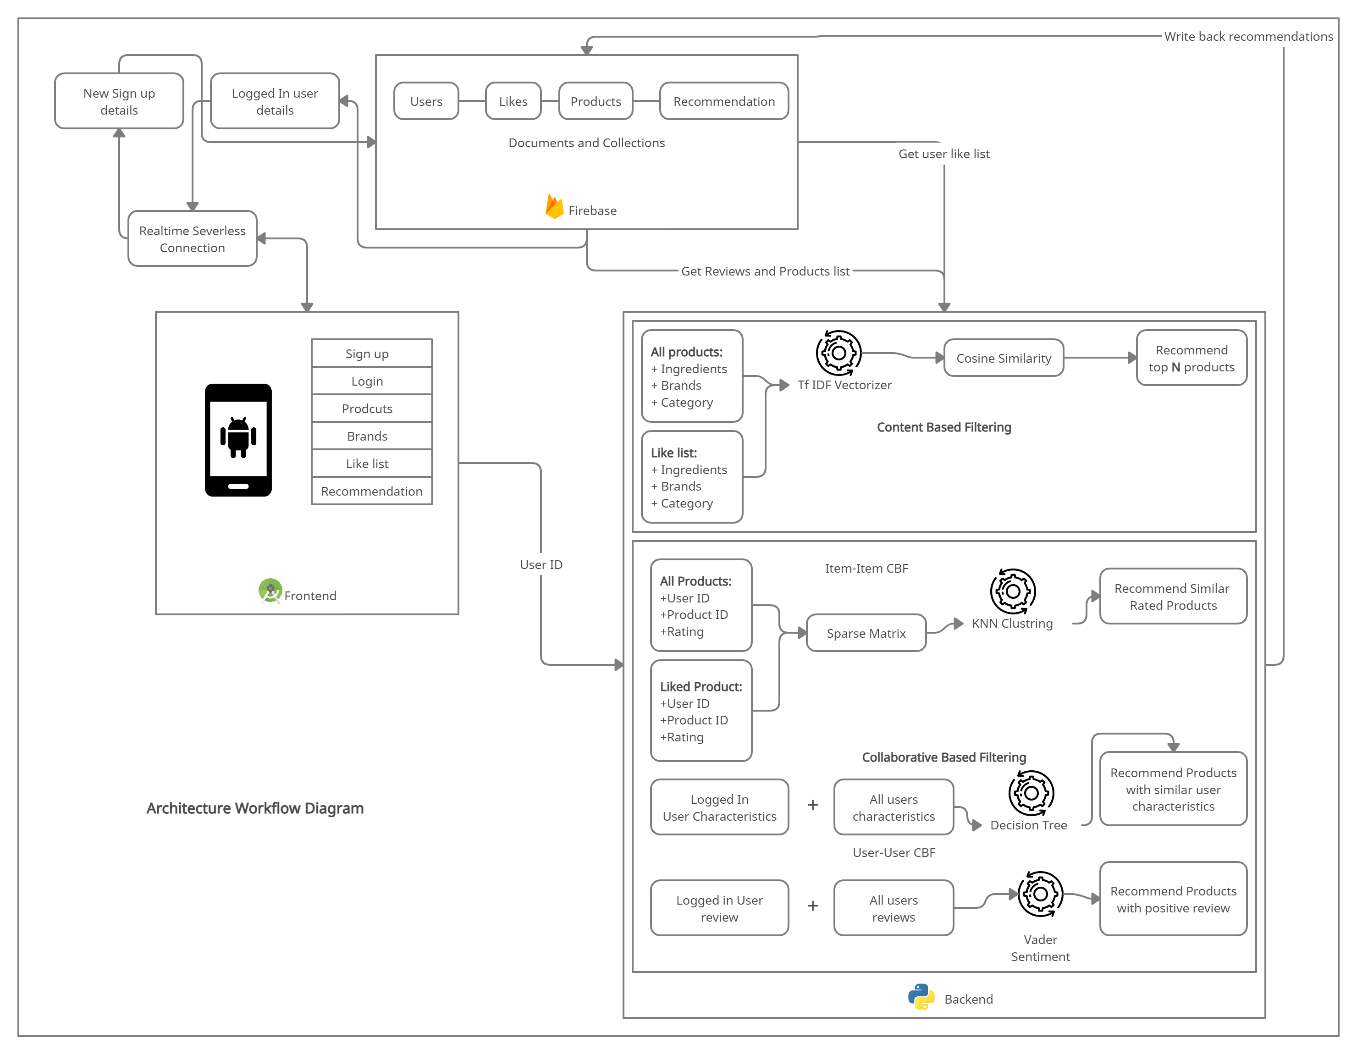 Write back recommendations
New Sign up
details
Logged In user
details
Users
Likes
Products
Recommendation
Documents and Collections
Get user like list
Firebase
Realtime Severless
Connection
Get Reviews and Products list
Sign up
Login
Prodcuts
Brands
Like list
Recommendation
Frontend
User ID
All products:
+ Ingredients
+ Brands
+ Category
Like list:
+ Ingredients
+ Brands
+ Category
Tf IDF Vectorizer
Cosine Similarity
Recommend
top N products
Content Based Filtering
All Products:
+User ID
+Product ID
+Rating
Liked Product:
+User ID
+Product ID
+Rating
Item-Item CBF
Sparse Matrix
KNN Clustring
Recommend Similar
Rated Products
Collaborative Based Filtering
Logged In
User Characteristics
+
All users
characteristics
Decision Tree
Recommend Products
with similar user
characteristics
User-User CBF
Logged in User
review
+
All users
reviews
Vader
Sentiment
Recommend Products
with positive review
Backend
Architecture Workflow Diagram